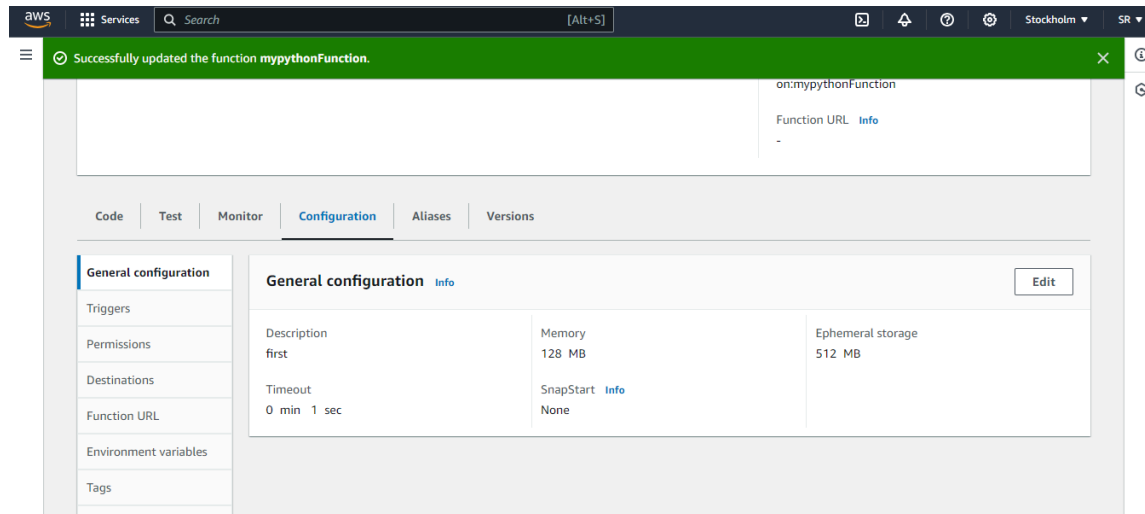 aws Services Search [Alt+S] Stockholm ▼ SR ▼
Successfully updated the function mypythonFunction.
on:mypythonFunction
Function URL Info
-
Code Test Monitor Configuration Aliases Versions
General configuration
Triggers
Permissions
Destinations
Function URL
Environment variables
Tags
General configuration Info
Edit
Description
first
Memory
128 MB
Ephemeral storage
512 MB
Timeout
0 min 1 sec
SnapStart Info
None